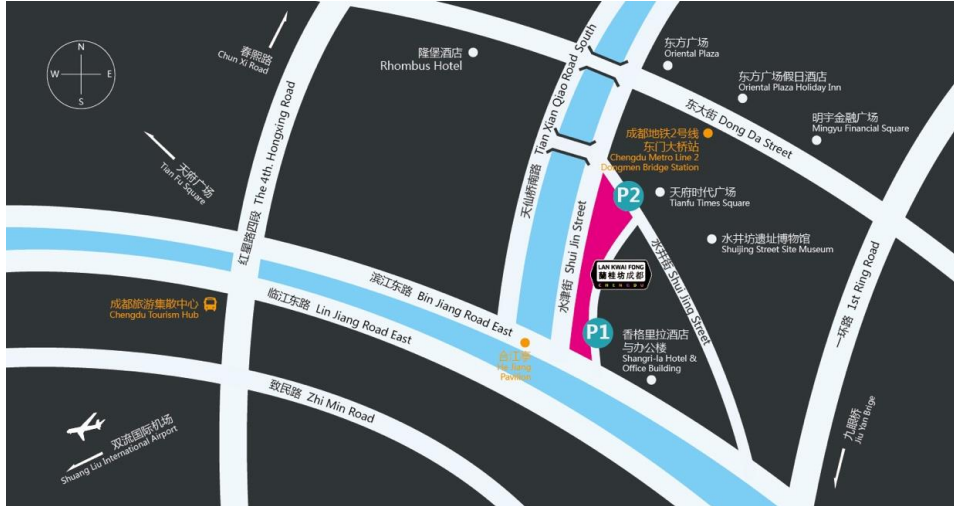 N
W E
S
春熙路
Chun Xi Road
隆堡酒店
Rhombus Hotel
东方广场
Oriental Plaza
东方广场假日酒店
Oriental Plaza Holiday Inn
明宇金融广场
Mingyu Financial Square
东大街 Dong Da Street
成都地铁2号线
东门大桥站
Chengdu Metro Line 2
Dongmen Bridge Station
天府广场
Tian Fu Square
红星路四段 The 4th. Hongxing Road
天仙桥南路 Tian Xian Qiao Road South
P2
天府时代广场
Tianfu Times Square
水井坊遗址博物馆
Shuijing Street Site Museum
水井街 Shui Jing Street
水津街 Shui Jin Street
LAN KWAI FONG
蘭桂坊成都
CHENGDU
一环路 1st Ring Road
成都旅游集散中心
Chengdu Tourism Hub
滨江东路 Bin Jiang Road East
临江东路 Lin Jiang Road East
P1
香格里拉酒店
与办公楼
Shangri-la Hotel &
Office Building
合江亭
He Jiang
Pavilion
致民路 Zhi Min Road
双流国际机场
Shuang Liu International Airport
九眼桥
Jiu Yan Brige